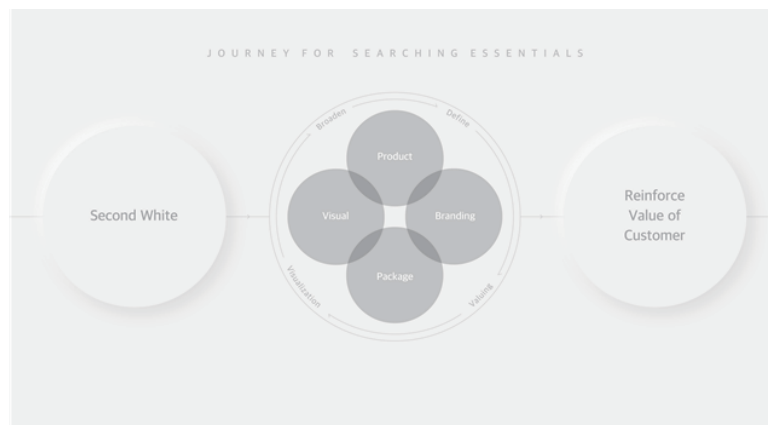 JOURNEY FOR SEARCHING ESSENTIALS
Broaden
Define
Product
Second White
Visual
Branding
Reinforce
Value of
Customer
Package
Visualization
Valuing